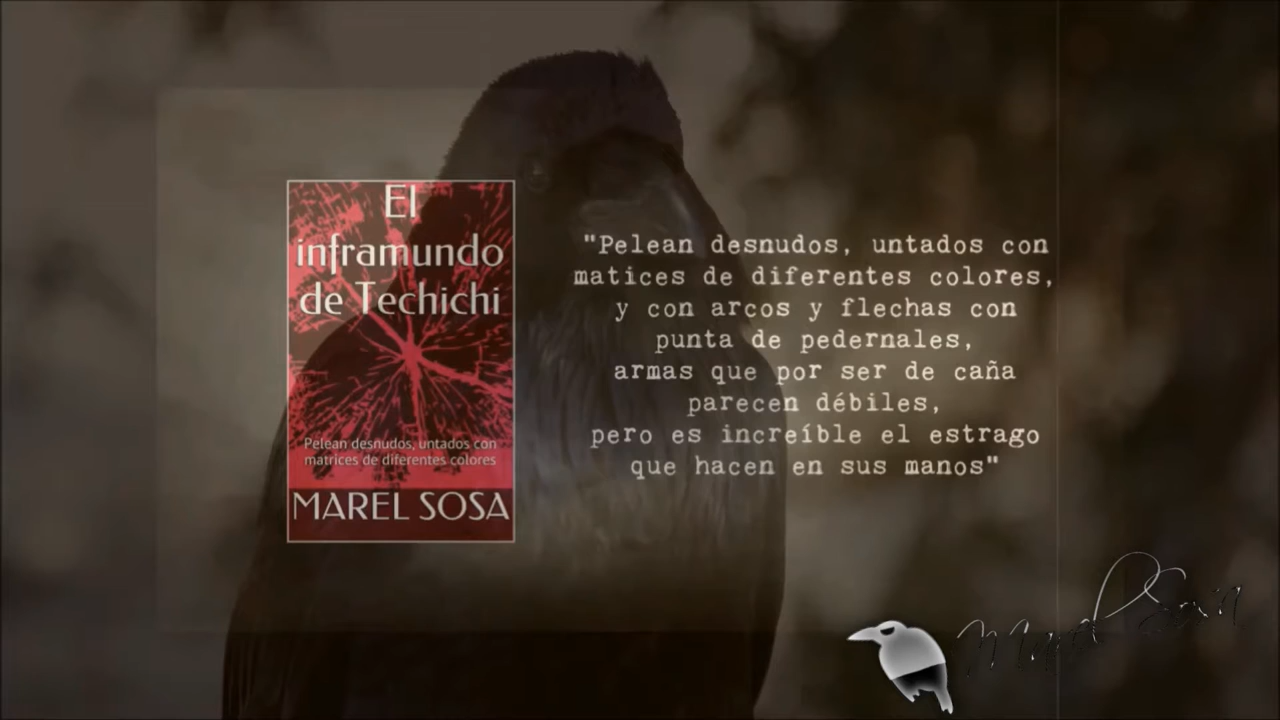 El
inframundo
de Techichi
Pelean desnudos, untados con
matrices de diferentes colores
MAREL SOSA
"Pelean desnudos, untados con
matices de diferentes colores,
y con arcos y flechas con
punta de pedernales,
armas que por ser de caña
parecen débiles,
pero es increíble el estrago
que hacen en sus manos"